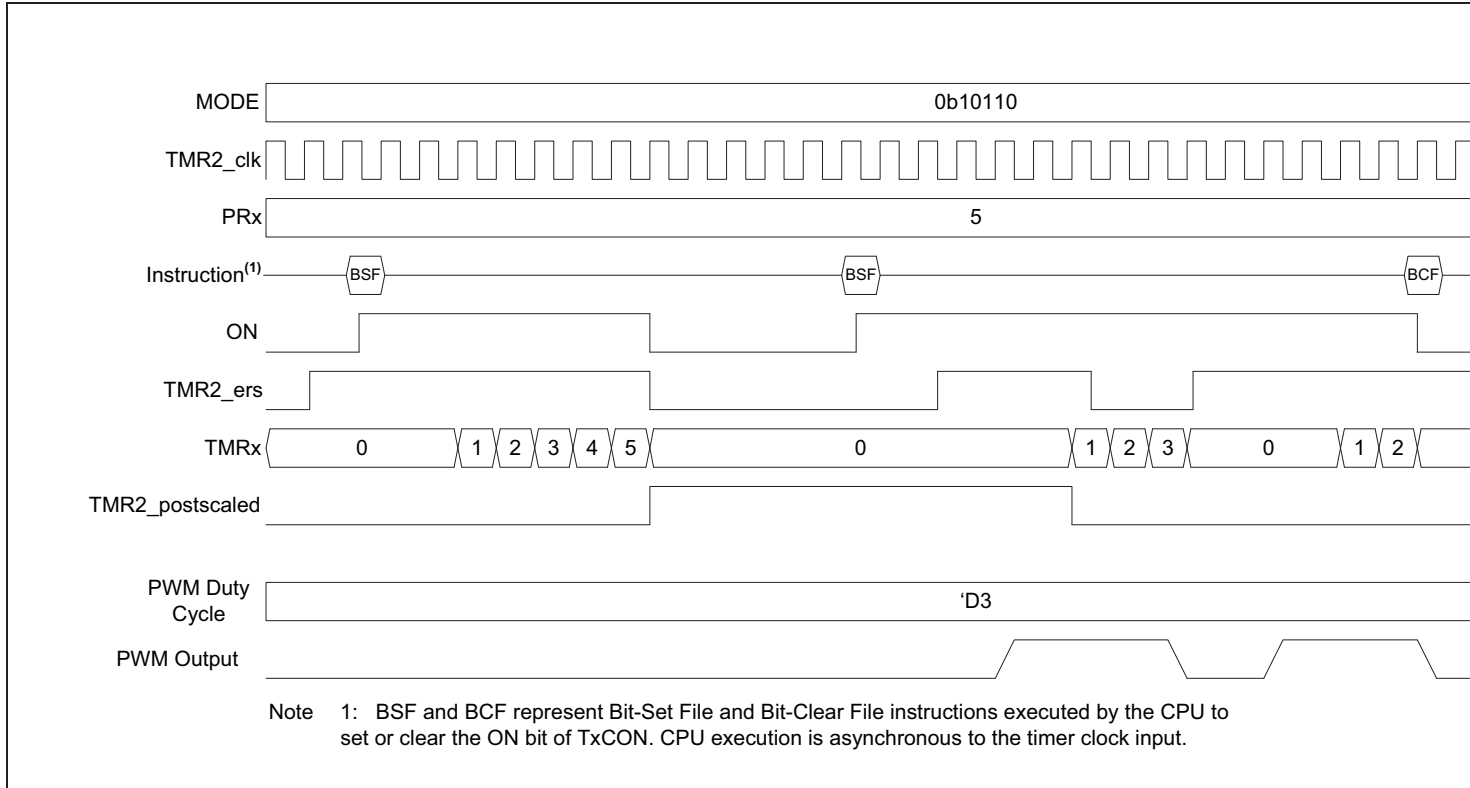 MODE 0b10110
TMR2_clk
PRx 5
Instruction(1) BSF BSF BCF
ON
TMR2_ers
TMRx 0 1 2 3 4 5 0 1 2 3 0 1 2
TMR2_postscaled
PWM Duty
Cycle
‘D3
PWM Output
Note 1: BSF and BCF represent Bit-Set File and Bit-Clear File instructions executed by the CPU to
set or clear the ON bit of TxCON. CPU execution is asynchronous to the timer clock input.